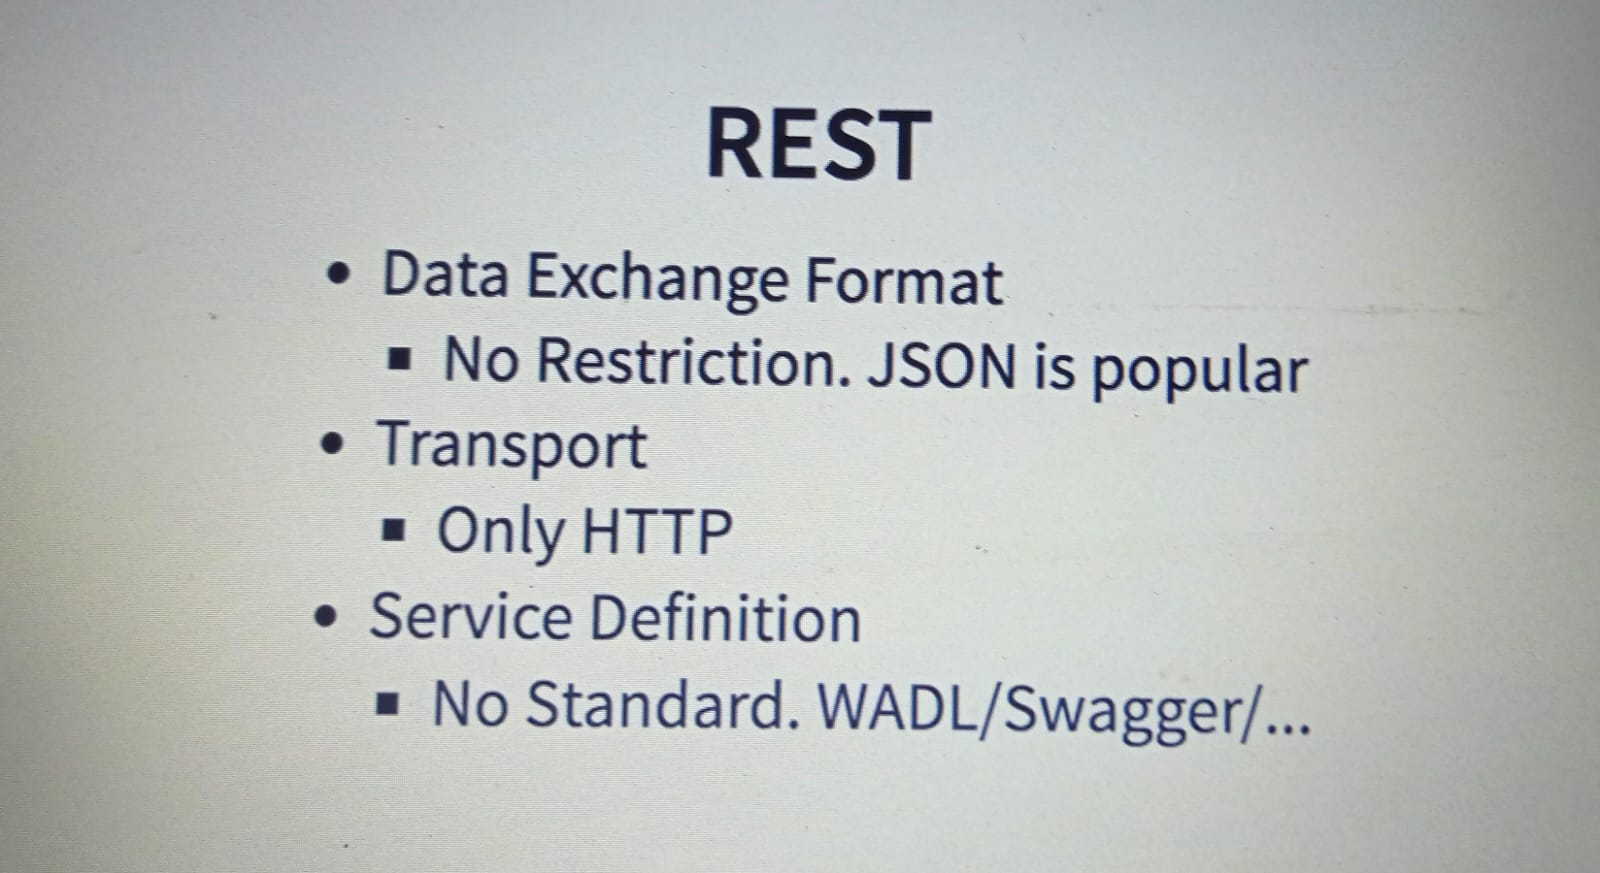 REST
• Data Exchange Format
▪ No Restriction. JSON is popular
• Transport
▪ Only HTTP
• Service Definition
▪ No Standard. WADL/Swagger/...